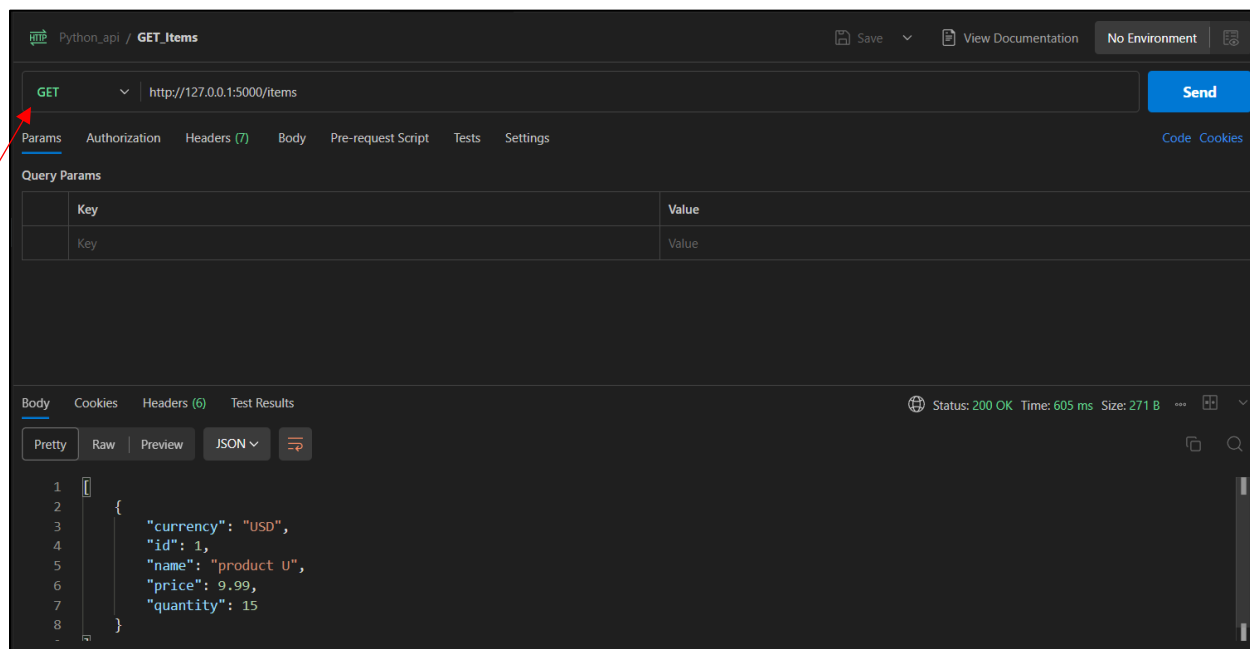 HTTP Python_api / GET_Items Save View Documentation No Environment
GET http://127.0.0.1:5000/items Send
Params Authorization Headers (7) Body Pre-request Script Tests Settings Code Cookies
Query Params
Key Value
Key Value
Body Cookies Headers (6) Test Results Status: 200 OK Time: 605 ms Size: 271 B
Pretty Raw Preview JSON
1 [
2 {
3 "currency": "USD",
4 "id": 1,
5 "name": "product U",
6 "price": 9.99,
7 "quantity": 15
8 }